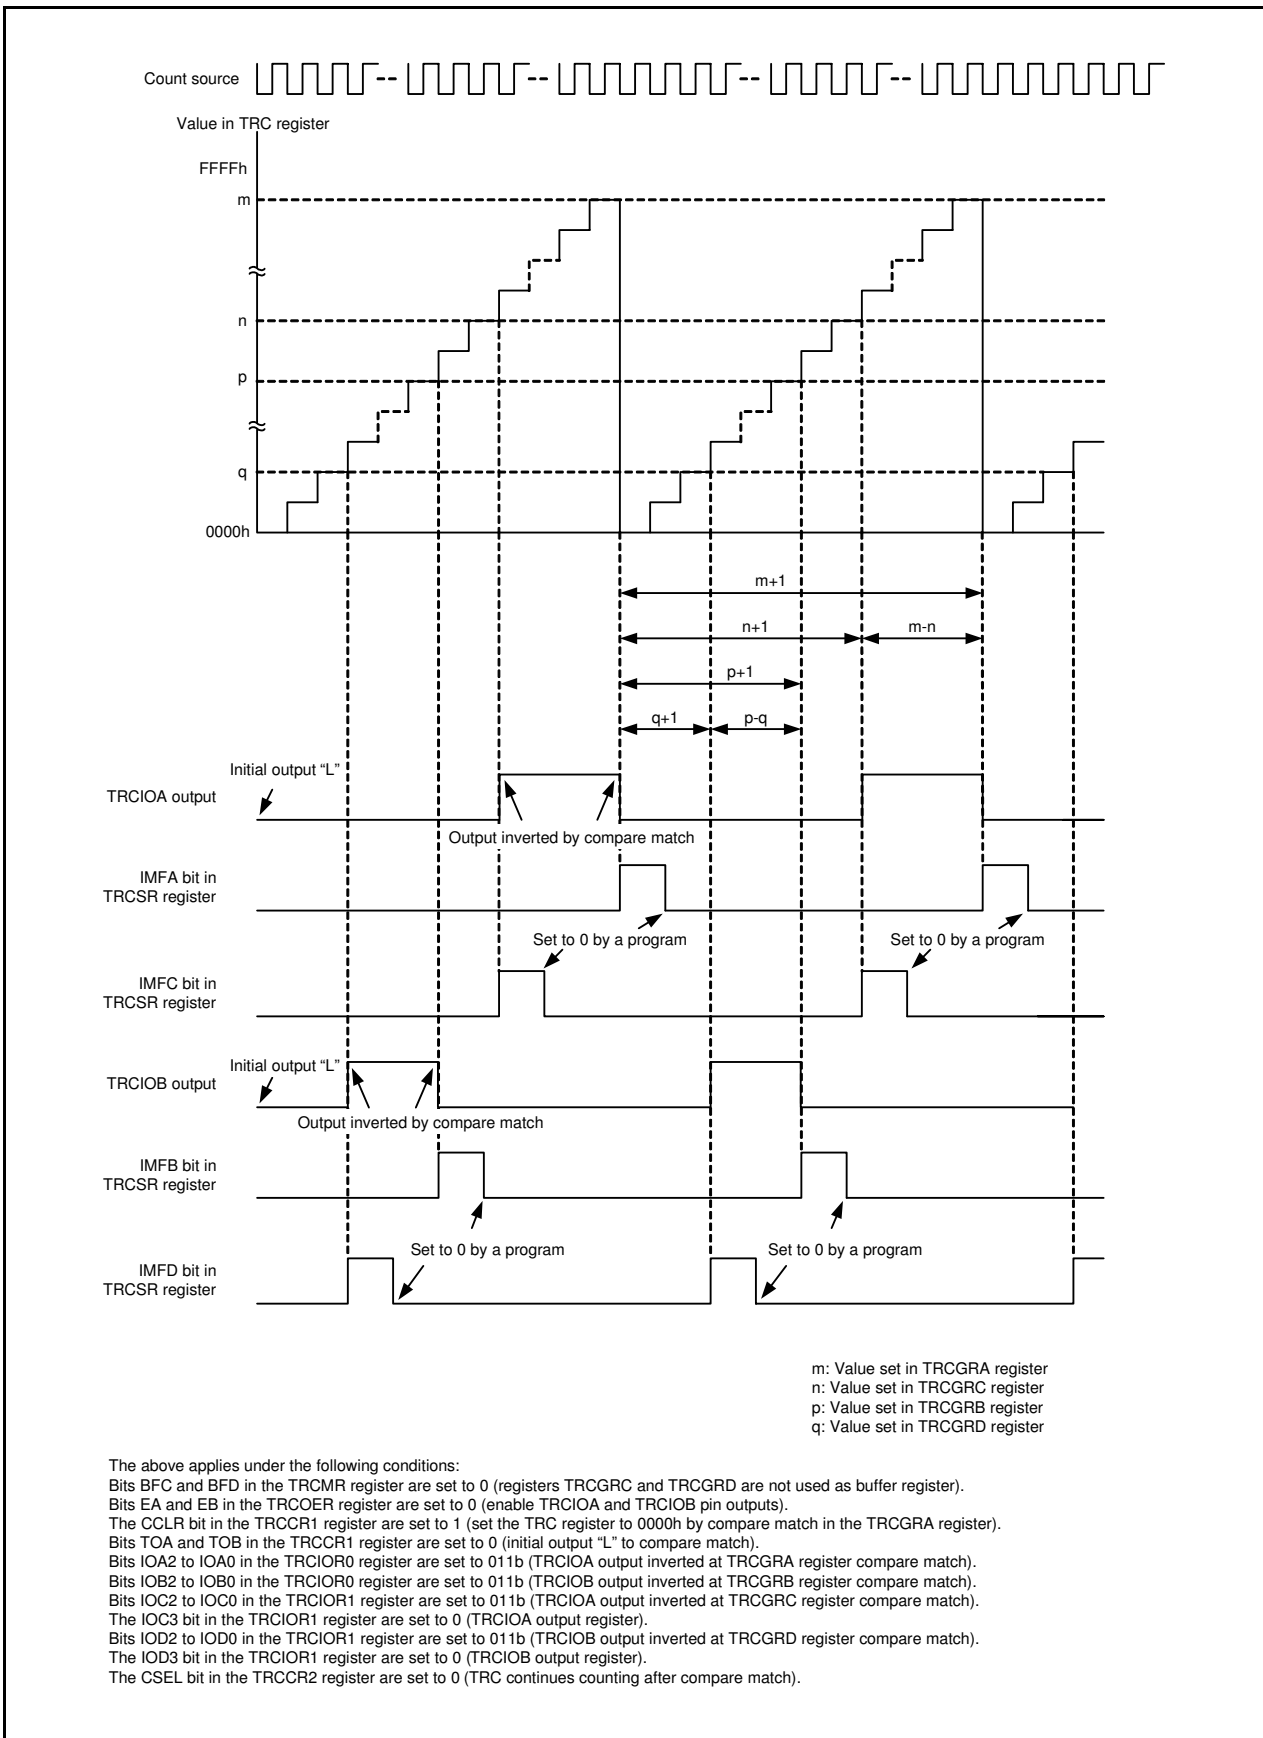 Count source
Value in TRC register
FFFFh
m
n
p
q
0000h
m+1
n+1
m-n
p+1
q+1
p-q
Initial output “L”
TRCIOA output
Output inverted by compare match
IMFA bit in
TRCSR register
Set to 0 by a program
Set to 0 by a program
IMFC bit in
TRCSR register
Initial output “L”
TRCIOB output
Output inverted by compare match
IMFB bit in
TRCSR register
Set to 0 by a program
Set to 0 by a program
IMFD bit in
TRCSR register
m: Value set in TRCGRA register
n: Value set in TRCGRC register
p: Value set in TRCGRB register
q: Value set in TRCGRD register
The above applies under the following conditions:
Bits BFC and BFD in the TRCMR register are set to 0 (registers TRCGRC and TRCGRD are not used as buffer register).
Bits EA and EB in the TRCOER register are set to 0 (enable TRCIOA and TRCIOB pin outputs).
The CCLR bit in the TRCCR1 register are set to 1 (set the TRC register to 0000h by compare match in the TRCGRA register).
Bits TOA and TOB in the TRCCR1 register are set to 0 (initial output “L” to compare match).
Bits IOA2 to IOA0 in the TRCIOR0 register are set to 011b (TRCIOA output inverted at TRCGRA register compare match).
Bits IOB2 to IOB0 in the TRCIOR0 register are set to 011b (TRCIOB output inverted at TRCGRB register compare match).
Bits IOC2 to IOC0 in the TRCIOR1 register are set to 011b (TRCIOA output inverted at TRCGRC register compare match).
The IOC3 bit in the TRCIOR1 register are set to 0 (TRCIOA output register).
Bits IOD2 to IOD0 in the TRCIOR1 register are set to 011b (TRCIOB output inverted at TRCGRD register compare match).
The IOD3 bit in the TRCIOR1 register are set to 0 (TRCIOB output register).
The CSEL bit in the TRCCR2 register are set to 0 (TRC continues counting after compare match).